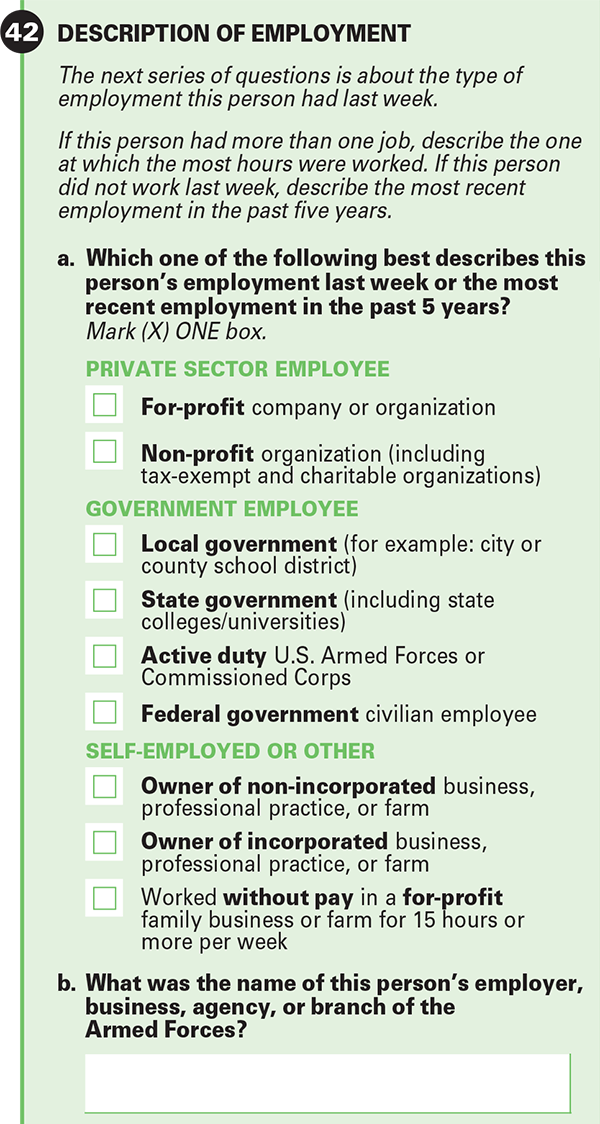 42 DESCRIPTION OF EMPLOYMENT
The next series of questions is about the type of
employment this person had last week.
If this person had more than one job, describe the one
at which the most hours were worked. If this person
did not work last week, describe the most recent
employment in the past five years.
a. Which one of the following best describes this
person’s employment last week or the most
recent employment in the past 5 years?
Mark (X) ONE box.
PRIVATE SECTOR EMPLOYEE
For-profit company or organization
Non-profit organization (including
tax-exempt and charitable organizations)
GOVERNMENT EMPLOYEE
Local government (for example: city or
county school district)
State government (including state
colleges/universities)
Active duty U.S. Armed Forces or
Commissioned Corps
Federal government civilian employee
SELF-EMPLOYED OR OTHER
Owner of non-incorporated business,
professional practice, or farm
Owner of incorporated business,
professional practice, or farm
Worked without pay in a for-profit
family business or farm for 15 hours or
more per week
b. What was the name of this person’s employer,
business, agency, or branch of the
Armed Forces?